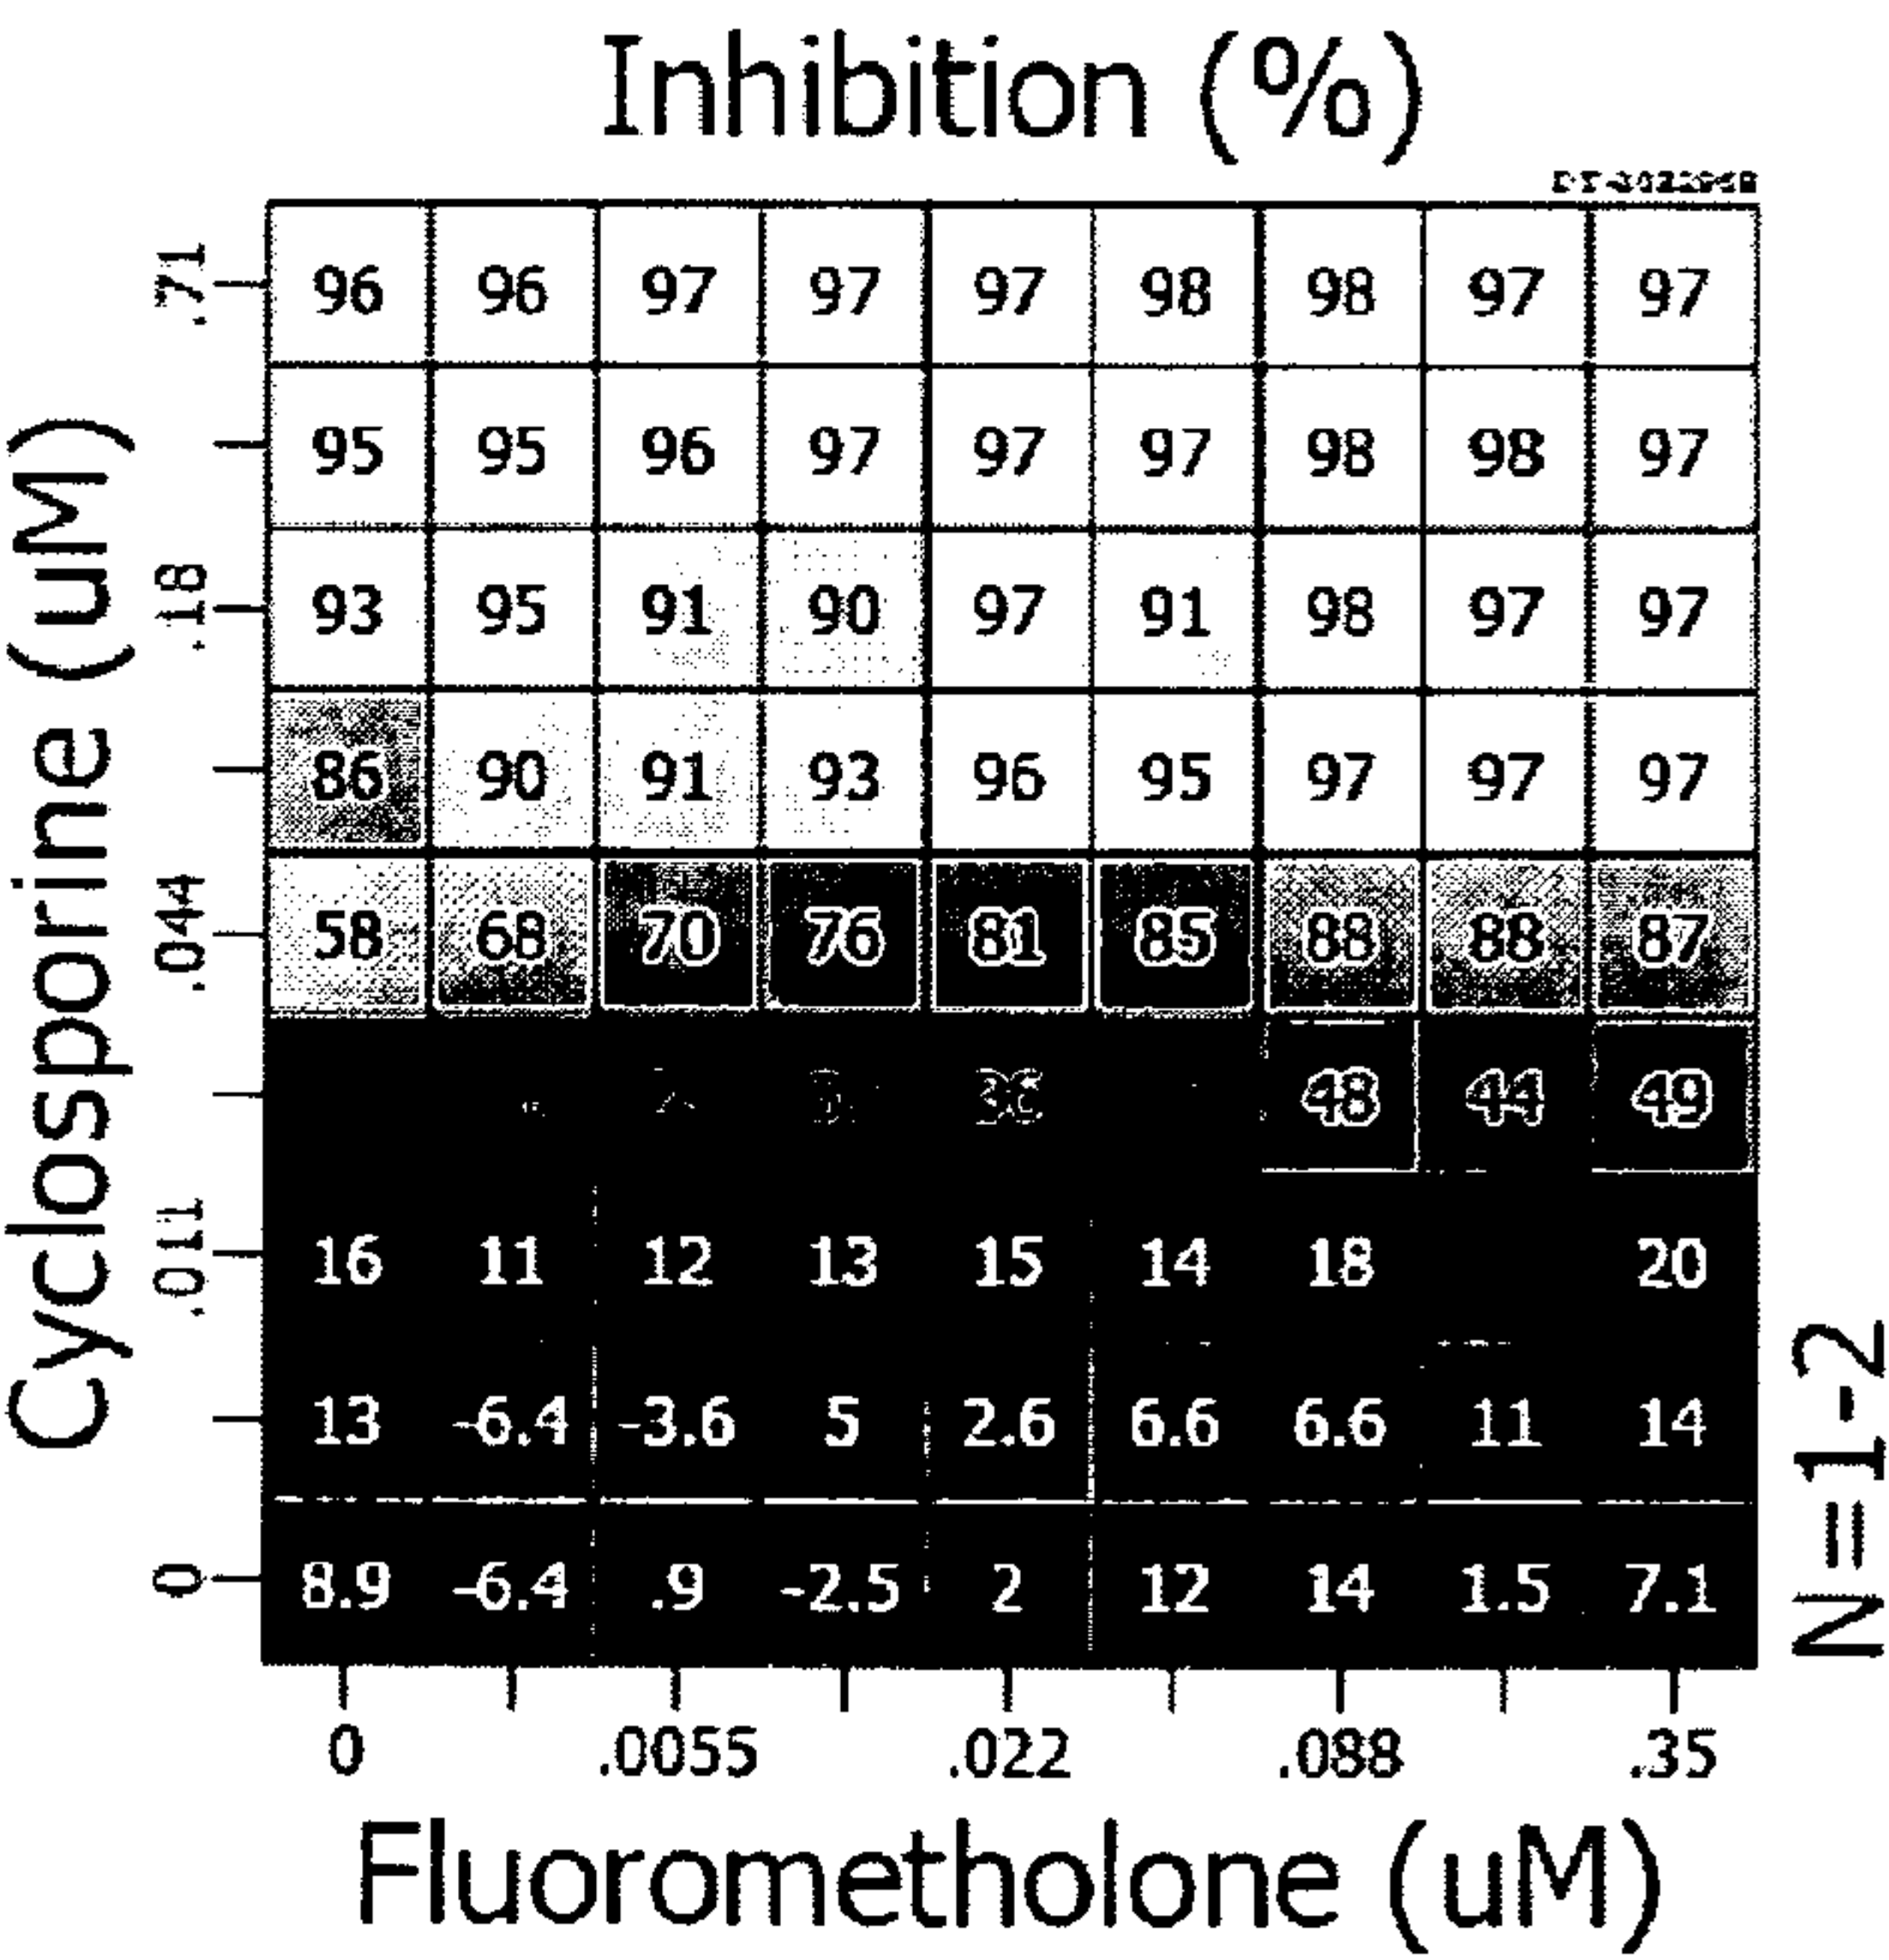 Inhibition (%)
Cyclosporine (uM)
.71 96 96 97 97 97 98 98 97 97
95 95 96 97 97 97 98 98 97
.18 93 95 91 90 97 91 98 97 97
86 90 91 93 96 95 97 97 97
.044 58 68 70 76 81 85 88 88 87
48 44 49
.011 16 11 12 13 15 14 18 20
13 -6.4 -3.6 5 2.6 6.6 6.6 11 14
0 8.9 -6.4 .9 -2.5 2 12 14 1.5 7.1
0 .0055 .022 .088 .35
Fluorometholone (uM)
N=1-2